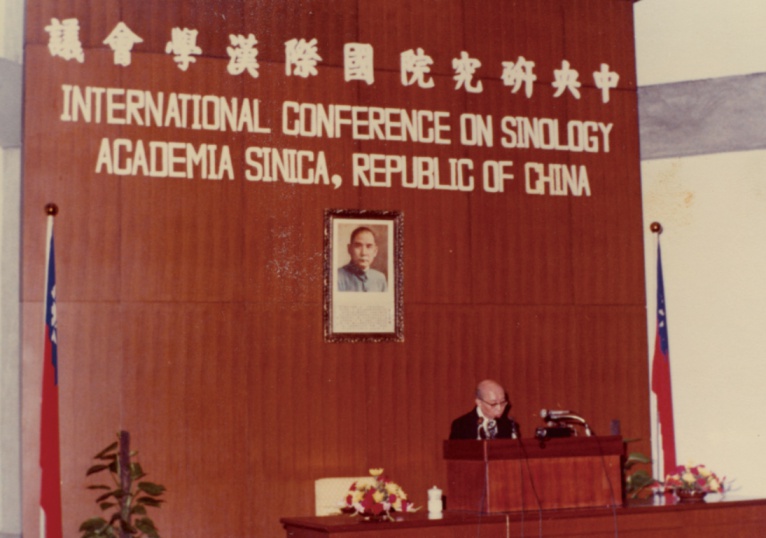 中央研究院國際漢學會議
INTERNATIONAL CONFERENCE ON SINOLOGY
ACADEMIA SINICA, REPUBLIC OF CHINA